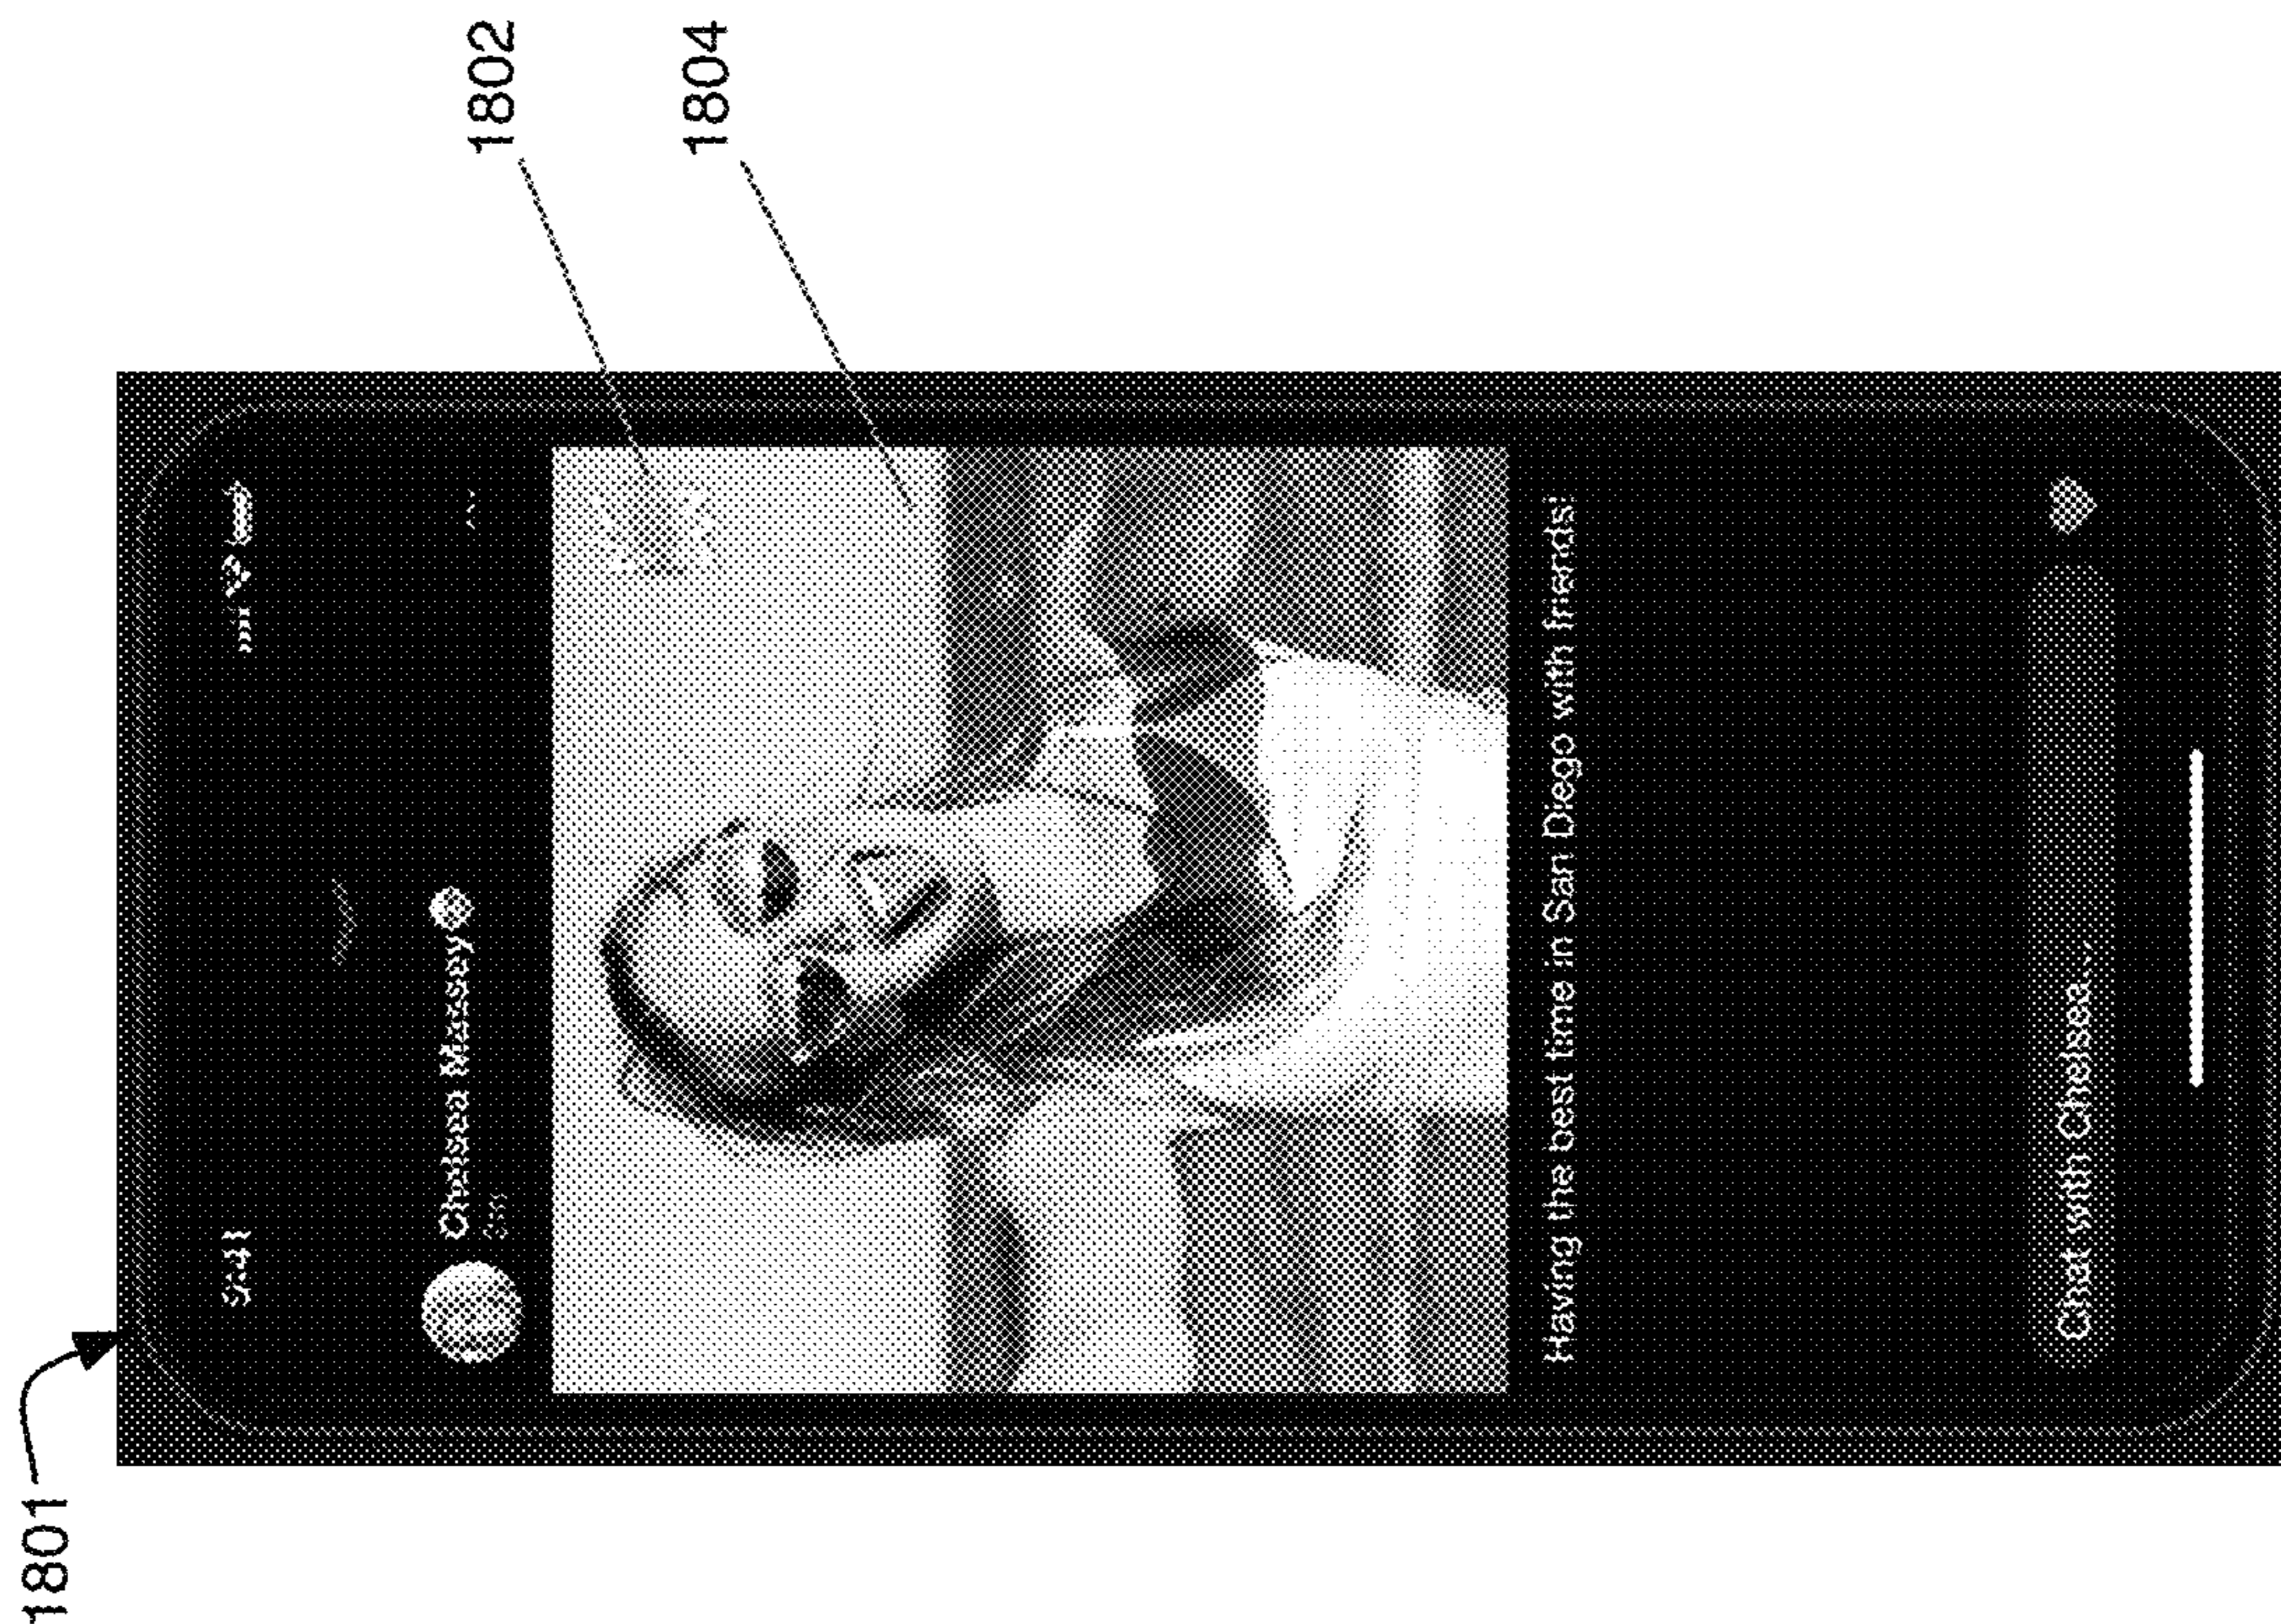 1801
9:41
Chelsea Massey
1802
1804
Having the best time in San Diego with friends!
Chat with Chelsea...